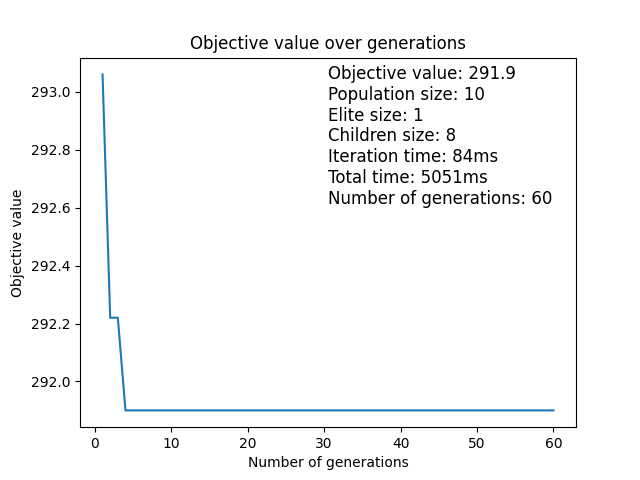 Objective value over generations
Objective value: 291.9
Population size: 10
Elite size: 1
Children size: 8
Iteration time: 84ms
Total time: 5051ms
Number of generations: 60
Objective value
293.0
292.8
292.6
292.4
292.2
292.0
0 10 20 30 40 50 60
Number of generations